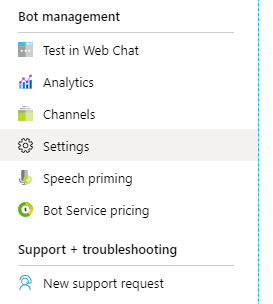 Bot management
Test in Web Chat
Analytics
Channels
Settings
Speech priming
Bot Service pricing
Support + troubleshooting
New support request